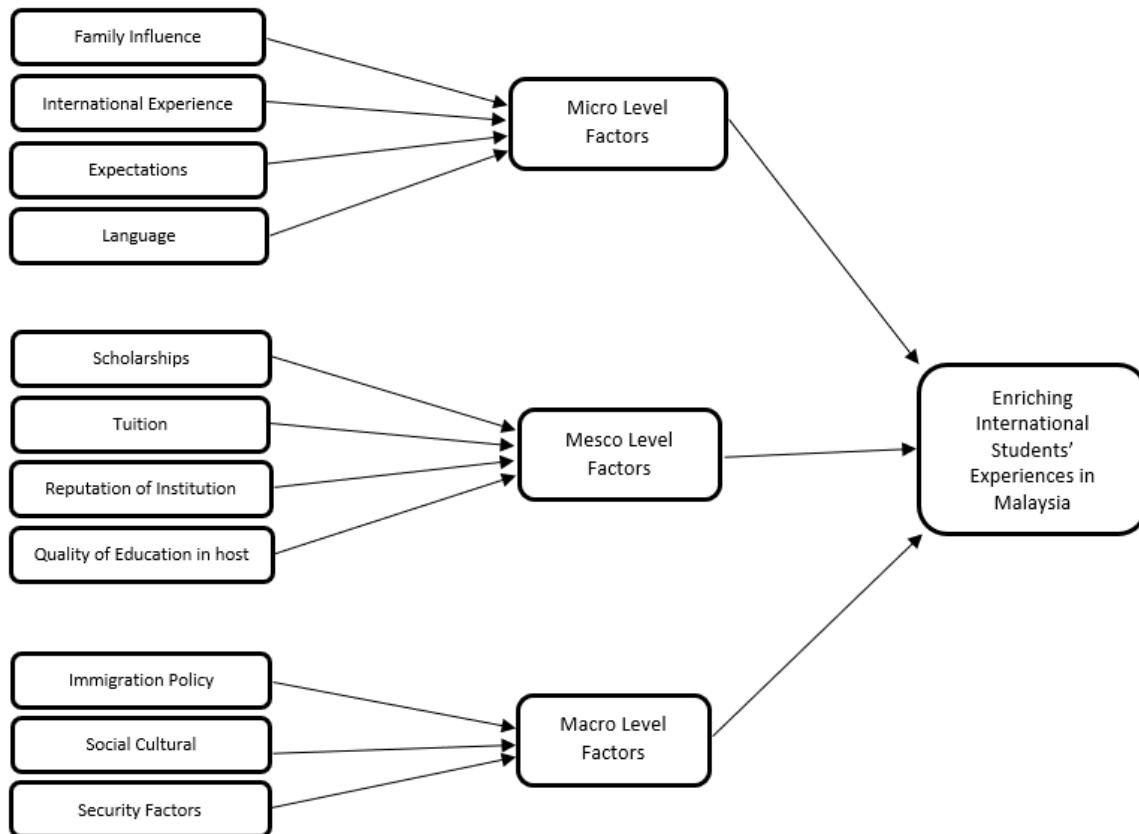 Family Influence
International Experience
Expectations
Language
Micro Level
Factors
Scholarships
Tuition
Reputation of Institution
Quality of Education in host
Mesco Level
Factors
Immigration Policy
Social Cultural
Security Factors
Macro Level
Factors
Enriching
International
Students’
Experiences in
Malaysia